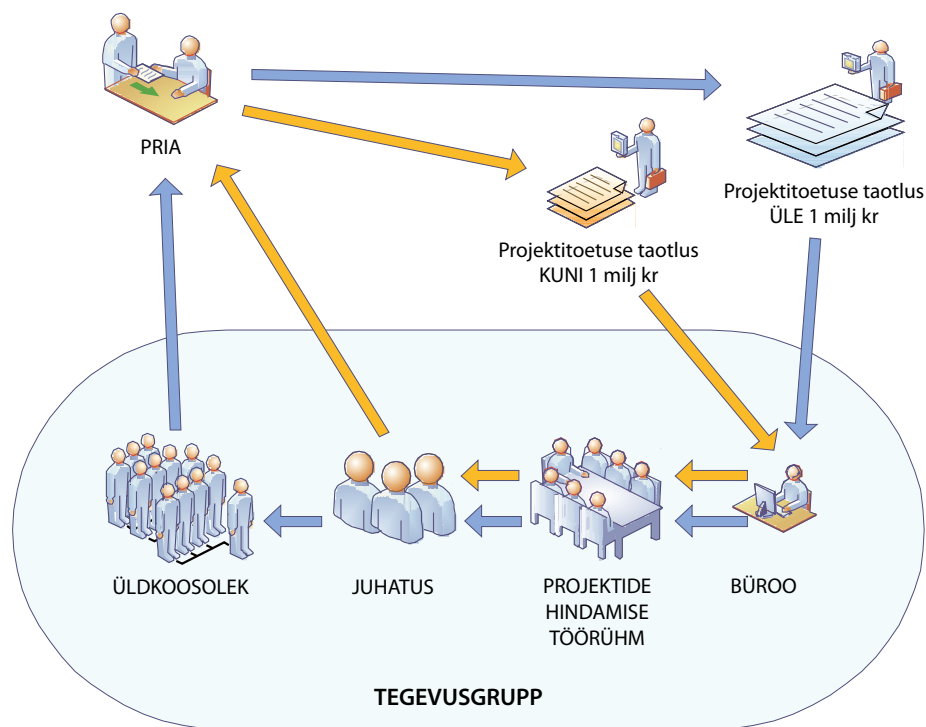 PRIA
Projektitoetuse taotlus
ÜLE 1 milj kr
Projektitoetuse taotlus
KUNI 1 milj kr
ÜLDKOOSOLEK
JUHATUS
PROJEKTIDE
HINDAMISE
TÖÖRÜHM
BÜROO
TEGEVUSGRUPP